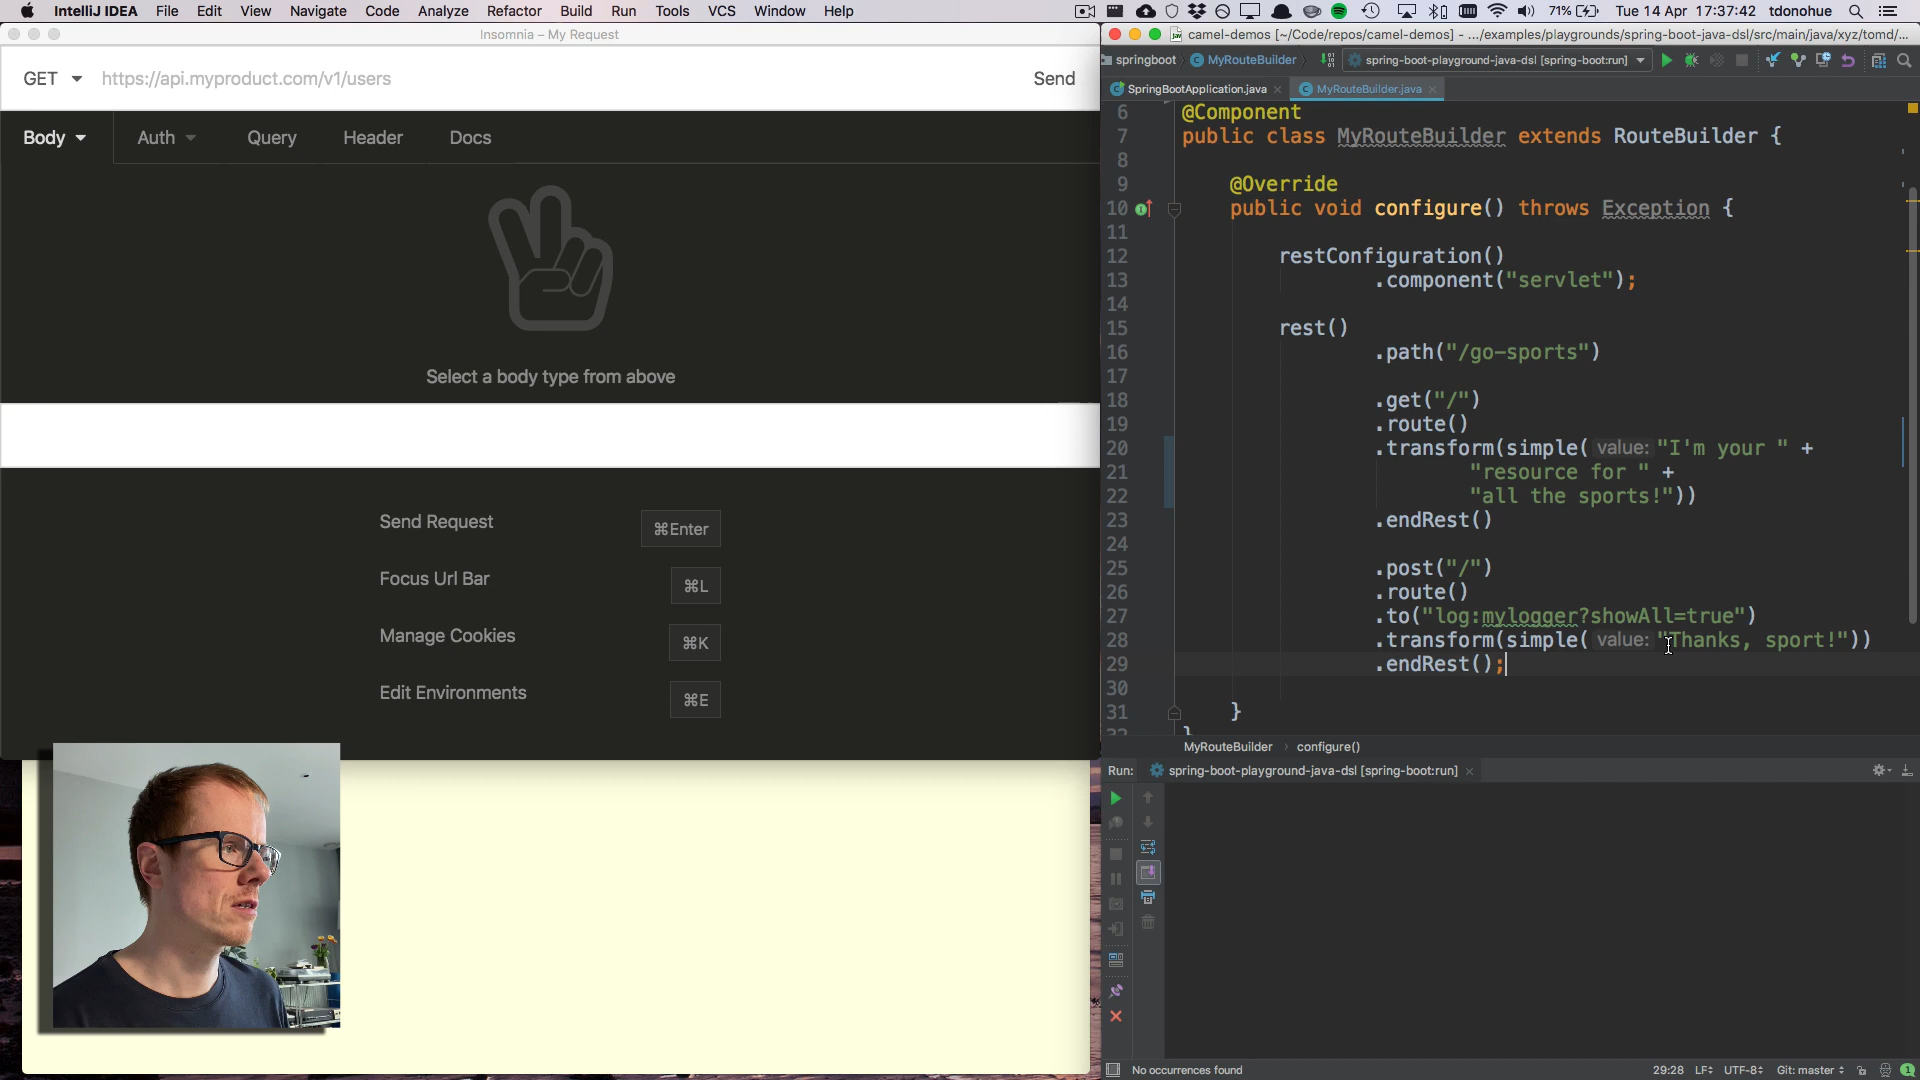 IntelliJ IDEA File Edit View Navigate Code Analyze Refactor Build Run Tools VCS Window Help 71% Tue 14 Apr 17:37:42 tdonohue
Insomnia – My Request
GET https://api.myproduct.com/v1/users Send
Body Auth Query Header Docs
Select a body type from above
Send Request ⌘Enter
Focus Url Bar ⌘L
Manage Cookies ⌘K
Edit Environments ⌘E
camel-demos [~/Code/repos/camel-demos] - .../examples/playgrounds/spring-boot-java-dsl/src/main/java/xyz/tomd/...
springboot MyRouteBuilder spring-boot-playground-java-dsl [spring-boot:run]
SpringBootApplication.java MyRouteBuilder.java
6 @Component
7 public class MyRouteBuilder extends RouteBuilder {
8
9 @Override
10 public void configure() throws Exception {
11
12 restConfiguration()
13 .component("servlet");
14
15 rest()
16 .path("/go-sports")
17
18 .get("/")
19 .route()
20 .transform(simple( value: "I'm your " +
21 "resource for " +
22 "all the sports!"))
23 .endRest()
24
25 .post("/")
26 .route()
27 .to("log:mylogger?showAll=true")
28 .transform(simple( value: "Thanks, sport!"))
29 .endRest();
30
31 }
32 }
MyRouteBuilder › configure()
Run: spring-boot-playground-java-dsl [spring-boot:run]
No occurrences found 29:28 LF UTF-8 Git: master 1